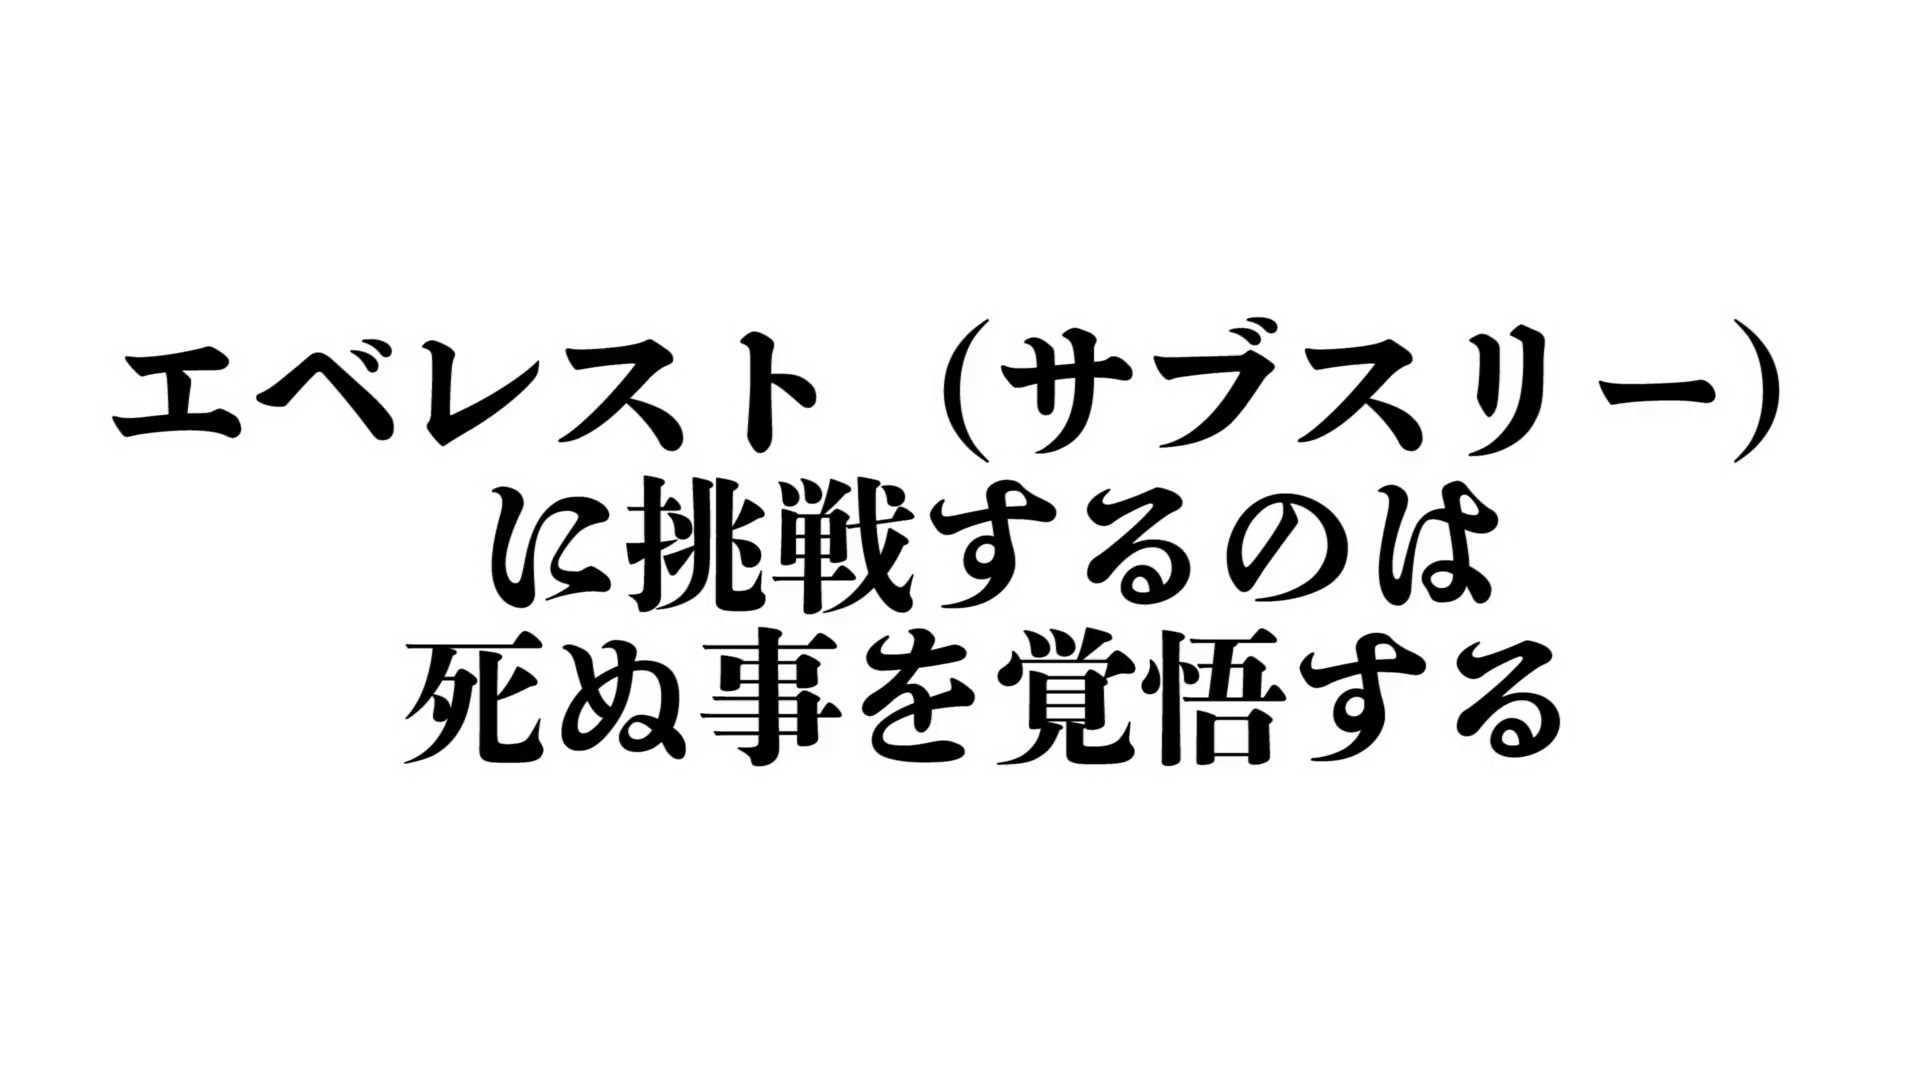 エベレスト（サブスリー）
に挑戦するのは
死ぬ事を覚悟する